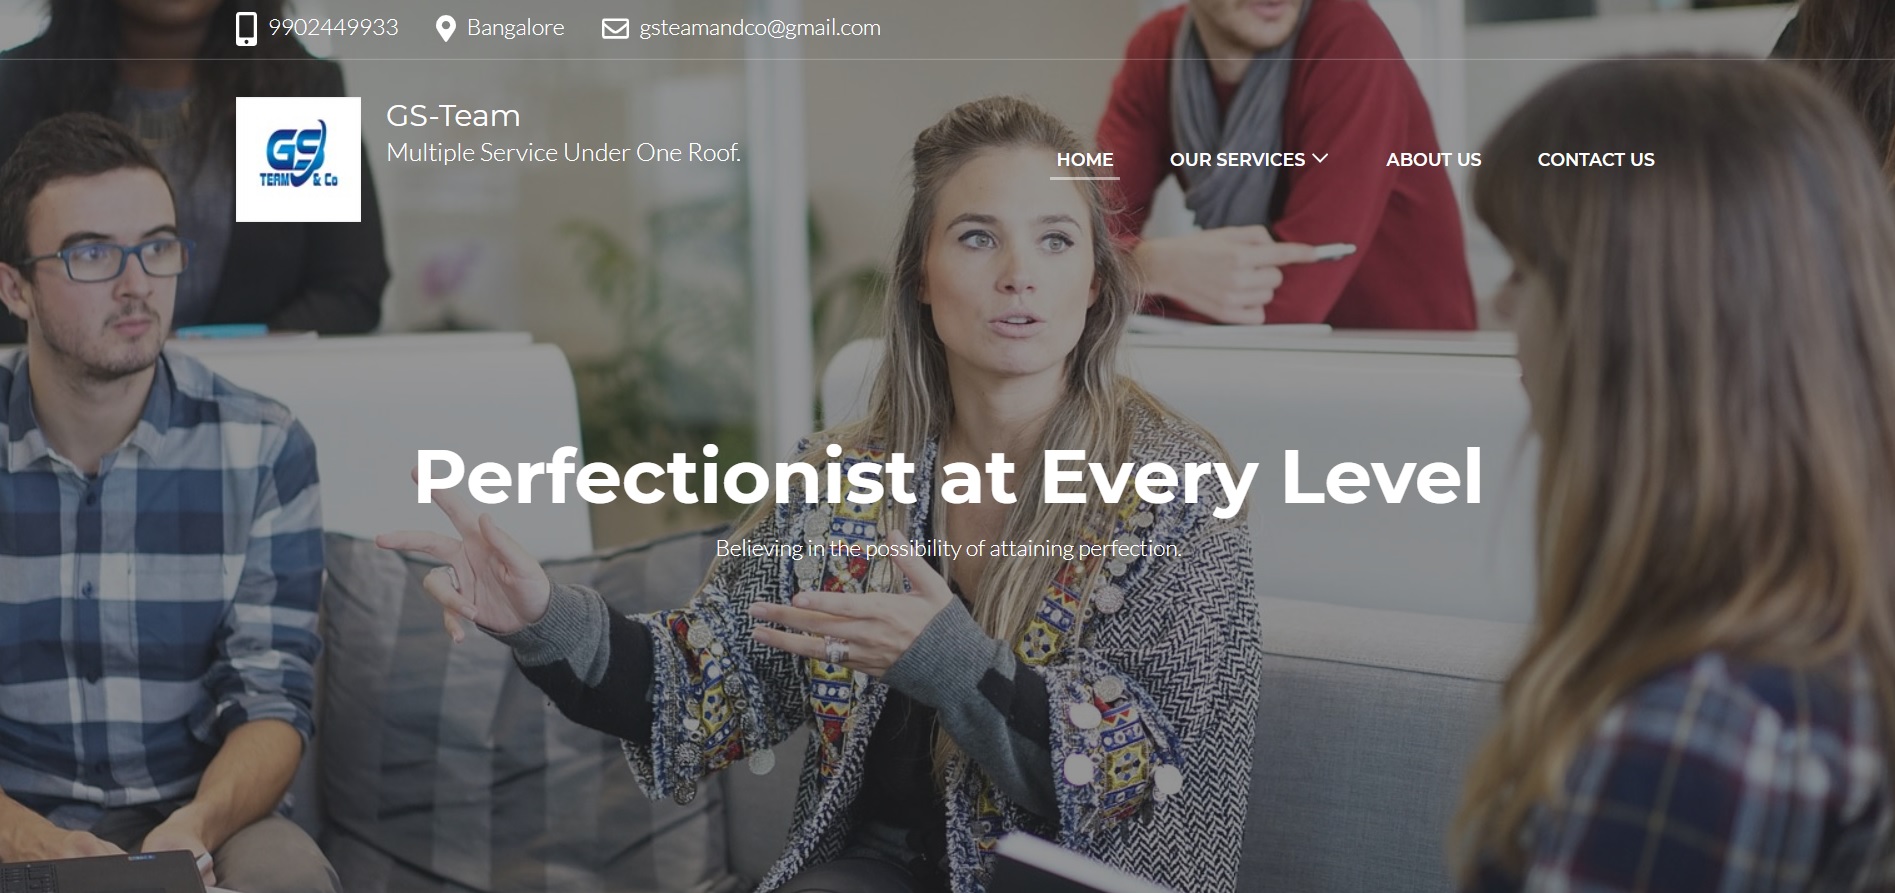 9902449933 Bangalore gsteamandco@gmail.com
GS
TEAM & Co
GS-Team
Multiple Service Under One Roof.
HOME OUR SERVICES ABOUT US CONTACT US
Perfectionist at Every Level
Believing in the possibility of attaining perfection.